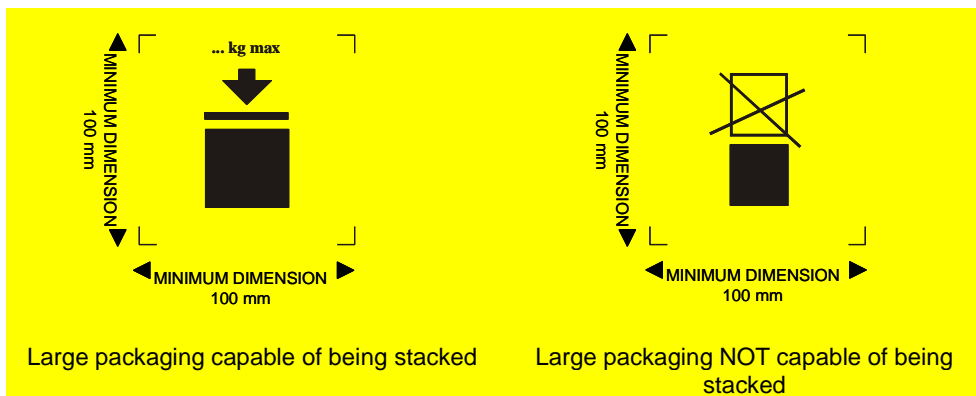 ... kg max
MINIMUM DIMENSION
100 mm
MINIMUM DIMENSION
100 mm
Large packaging capable of being stacked
MINIMUM DIMENSION
100 mm
MINIMUM DIMENSION
100 mm
Large packaging NOT capable of being
stacked